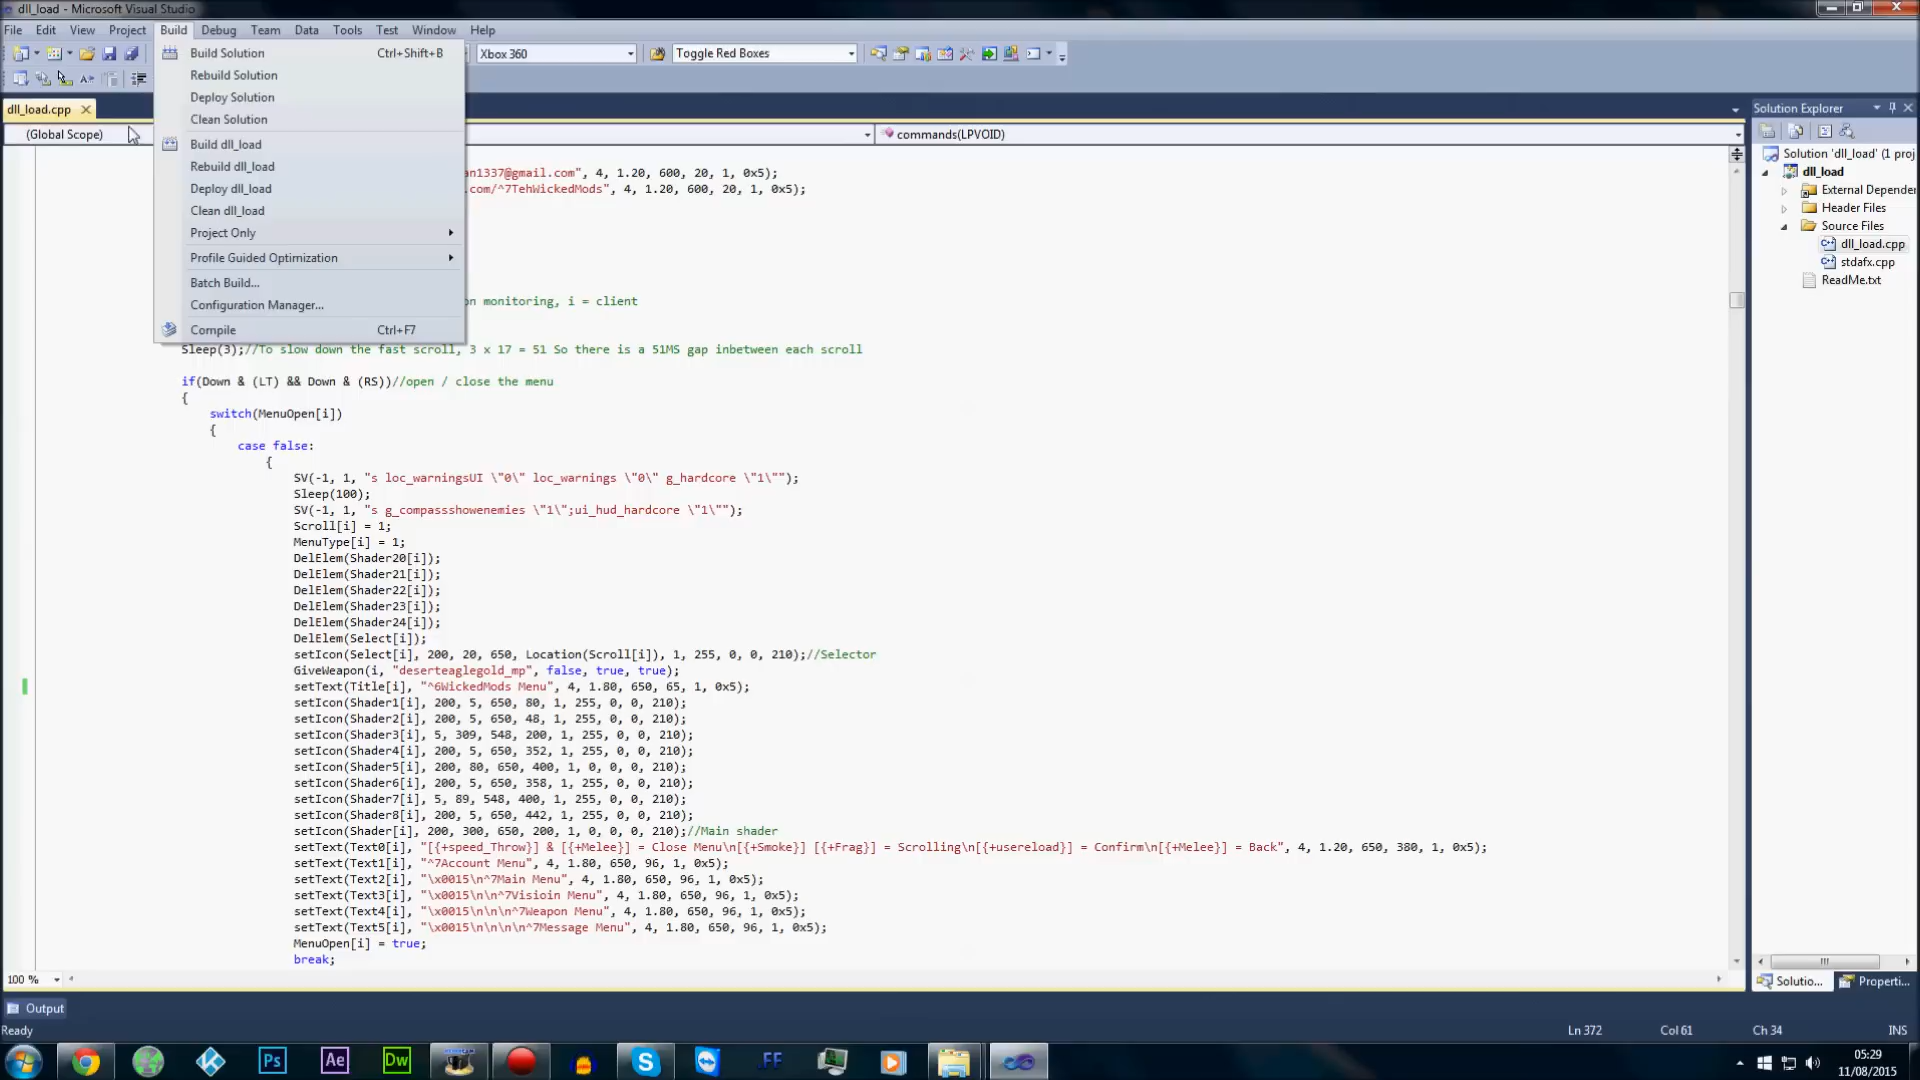 dll_load - Microsoft Visual Studio
File Edit View Project Build Debug Team Data Tools Test Window Help
Build Solution Ctrl+Shift+B
Xbox 360
Toggle Red Boxes
Rebuild Solution
Deploy Solution
Clean Solution
Build dll_load
Rebuild dll_load
Deploy dll_load
Clean dll_load
Project Only
Profile Guided Optimization
Batch Build...
Configuration Manager...
Compile Ctrl+F7
dll_load.cpp
(Global Scope)
commands(LPVOID)
an1337@gmail.com", 4, 1.20, 600, 20, 1, 0x5);
.com/^7TehWickedMods", 4, 1.20, 600, 20, 1, 0x5);
on monitoring, i = client
Sleep(3);//To slow down the fast scroll, 3 x 17 = 51 So there is a 51MS gap inbetween each scroll
if(Down & (LT) && Down & (RS))//open / close the menu
{
switch(MenuOpen[i])
{
case false:
{
SV(-1, 1, "s loc_warningsUI \"0\" loc_warnings \"0\" g_hardcore \"1\"");
Sleep(100);
SV(-1, 1, "s g_compassshowenemies \"1\";ui_hud_hardcore \"1\"");
Scroll[i] = 1;
MenuType[i] = 1;
DelElem(Shader20[i]);
DelElem(Shader21[i]);
DelElem(Shader22[i]);
DelElem(Shader23[i]);
DelElem(Shader24[i]);
DelElem(Select[i]);
setIcon(Select[i], 200, 20, 650, Location(Scroll[i]), 1, 255, 0, 0, 210);//Selector
GiveWeapon(i, "deserteaglegold_mp", false, true, true);
setText(Title[i], "^6WickedMods Menu", 4, 1.80, 650, 65, 1, 0x5);
setIcon(Shader1[i], 200, 5, 650, 80, 1, 255, 0, 0, 210);
setIcon(Shader2[i], 200, 5, 650, 48, 1, 255, 0, 0, 210);
setIcon(Shader3[i], 5, 309, 548, 200, 1, 255, 0, 0, 210);
setIcon(Shader4[i], 200, 5, 650, 352, 1, 255, 0, 0, 210);
setIcon(Shader5[i], 200, 80, 650, 400, 1, 0, 0, 0, 210);
setIcon(Shader6[i], 200, 5, 650, 358, 1, 255, 0, 0, 210);
setIcon(Shader7[i], 5, 89, 548, 400, 1, 255, 0, 0, 210);
setIcon(Shader8[i], 200, 5, 650, 442, 1, 255, 0, 0, 210);
setIcon(Shader[i], 200, 300, 650, 200, 1, 0, 0, 0, 210);//Main shader
setText(Text0[i], "[{+speed_Throw}] & [{+Melee}] = Close Menu\n[{+Smoke}] [{+Frag}] = Scrolling\n[{+usereload}] = Confirm\n[{+Melee}] = Back", 4, 1.20, 650, 380, 1, 0x5);
setText(Text1[i], "^7Account Menu", 4, 1.80, 650, 96, 1, 0x5);
setText(Text2[i], "\x0015\n^7Main Menu", 4, 1.80, 650, 96, 1, 0x5);
setText(Text3[i], "\x0015\n\n^7Visioin Menu", 4, 1.80, 650, 96, 1, 0x5);
setText(Text4[i], "\x0015\n\n\n^7Weapon Menu", 4, 1.80, 650, 96, 1, 0x5);
setText(Text5[i], "\x0015\n\n\n\n^7Message Menu", 4, 1.80, 650, 96, 1, 0x5);
MenuOpen[i] = true;
break;
100 %
Solution Explorer
Solution 'dll_load' (1 proj
dll_load
External Depender
Header Files
Source Files
dll_load.cpp
stdafx.cpp
ReadMe.txt
Solutio... Properti...
Output
Ready
Ln 372 Col 61 Ch 34 INS
Ps Ae Dw S FF
05:29
11/08/2015